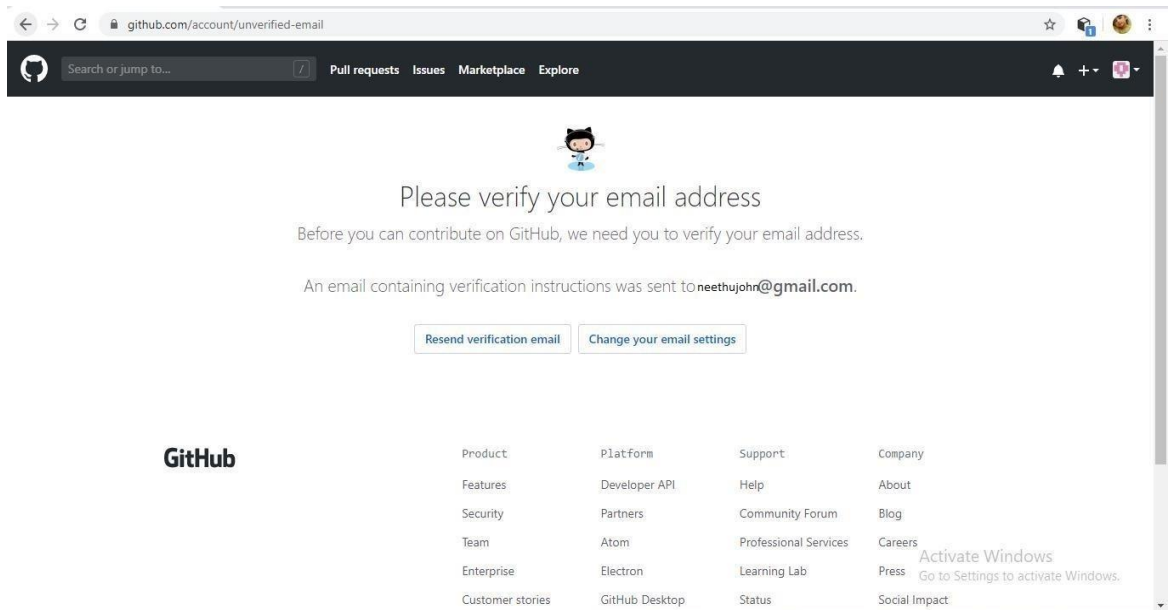 github.com/account/unverified-email
Search or jump to... / Pull requests Issues Marketplace Explore
Please verify your email address
Before you can contribute on GitHub, we need you to verify your email address.
An email containing verification instructions was sent to neethujohn@gmail.com.
Resend verification email Change your email settings
GitHub
Product Platform Support Company
Features Developer API Help About
Security Partners Community Forum Blog
Team Atom Professional Services Careers
Activate Windows
Enterprise Electron Learning Lab Press
Go to Settings to activate Windows.
Customer stories GitHub Desktop Status Social Impact